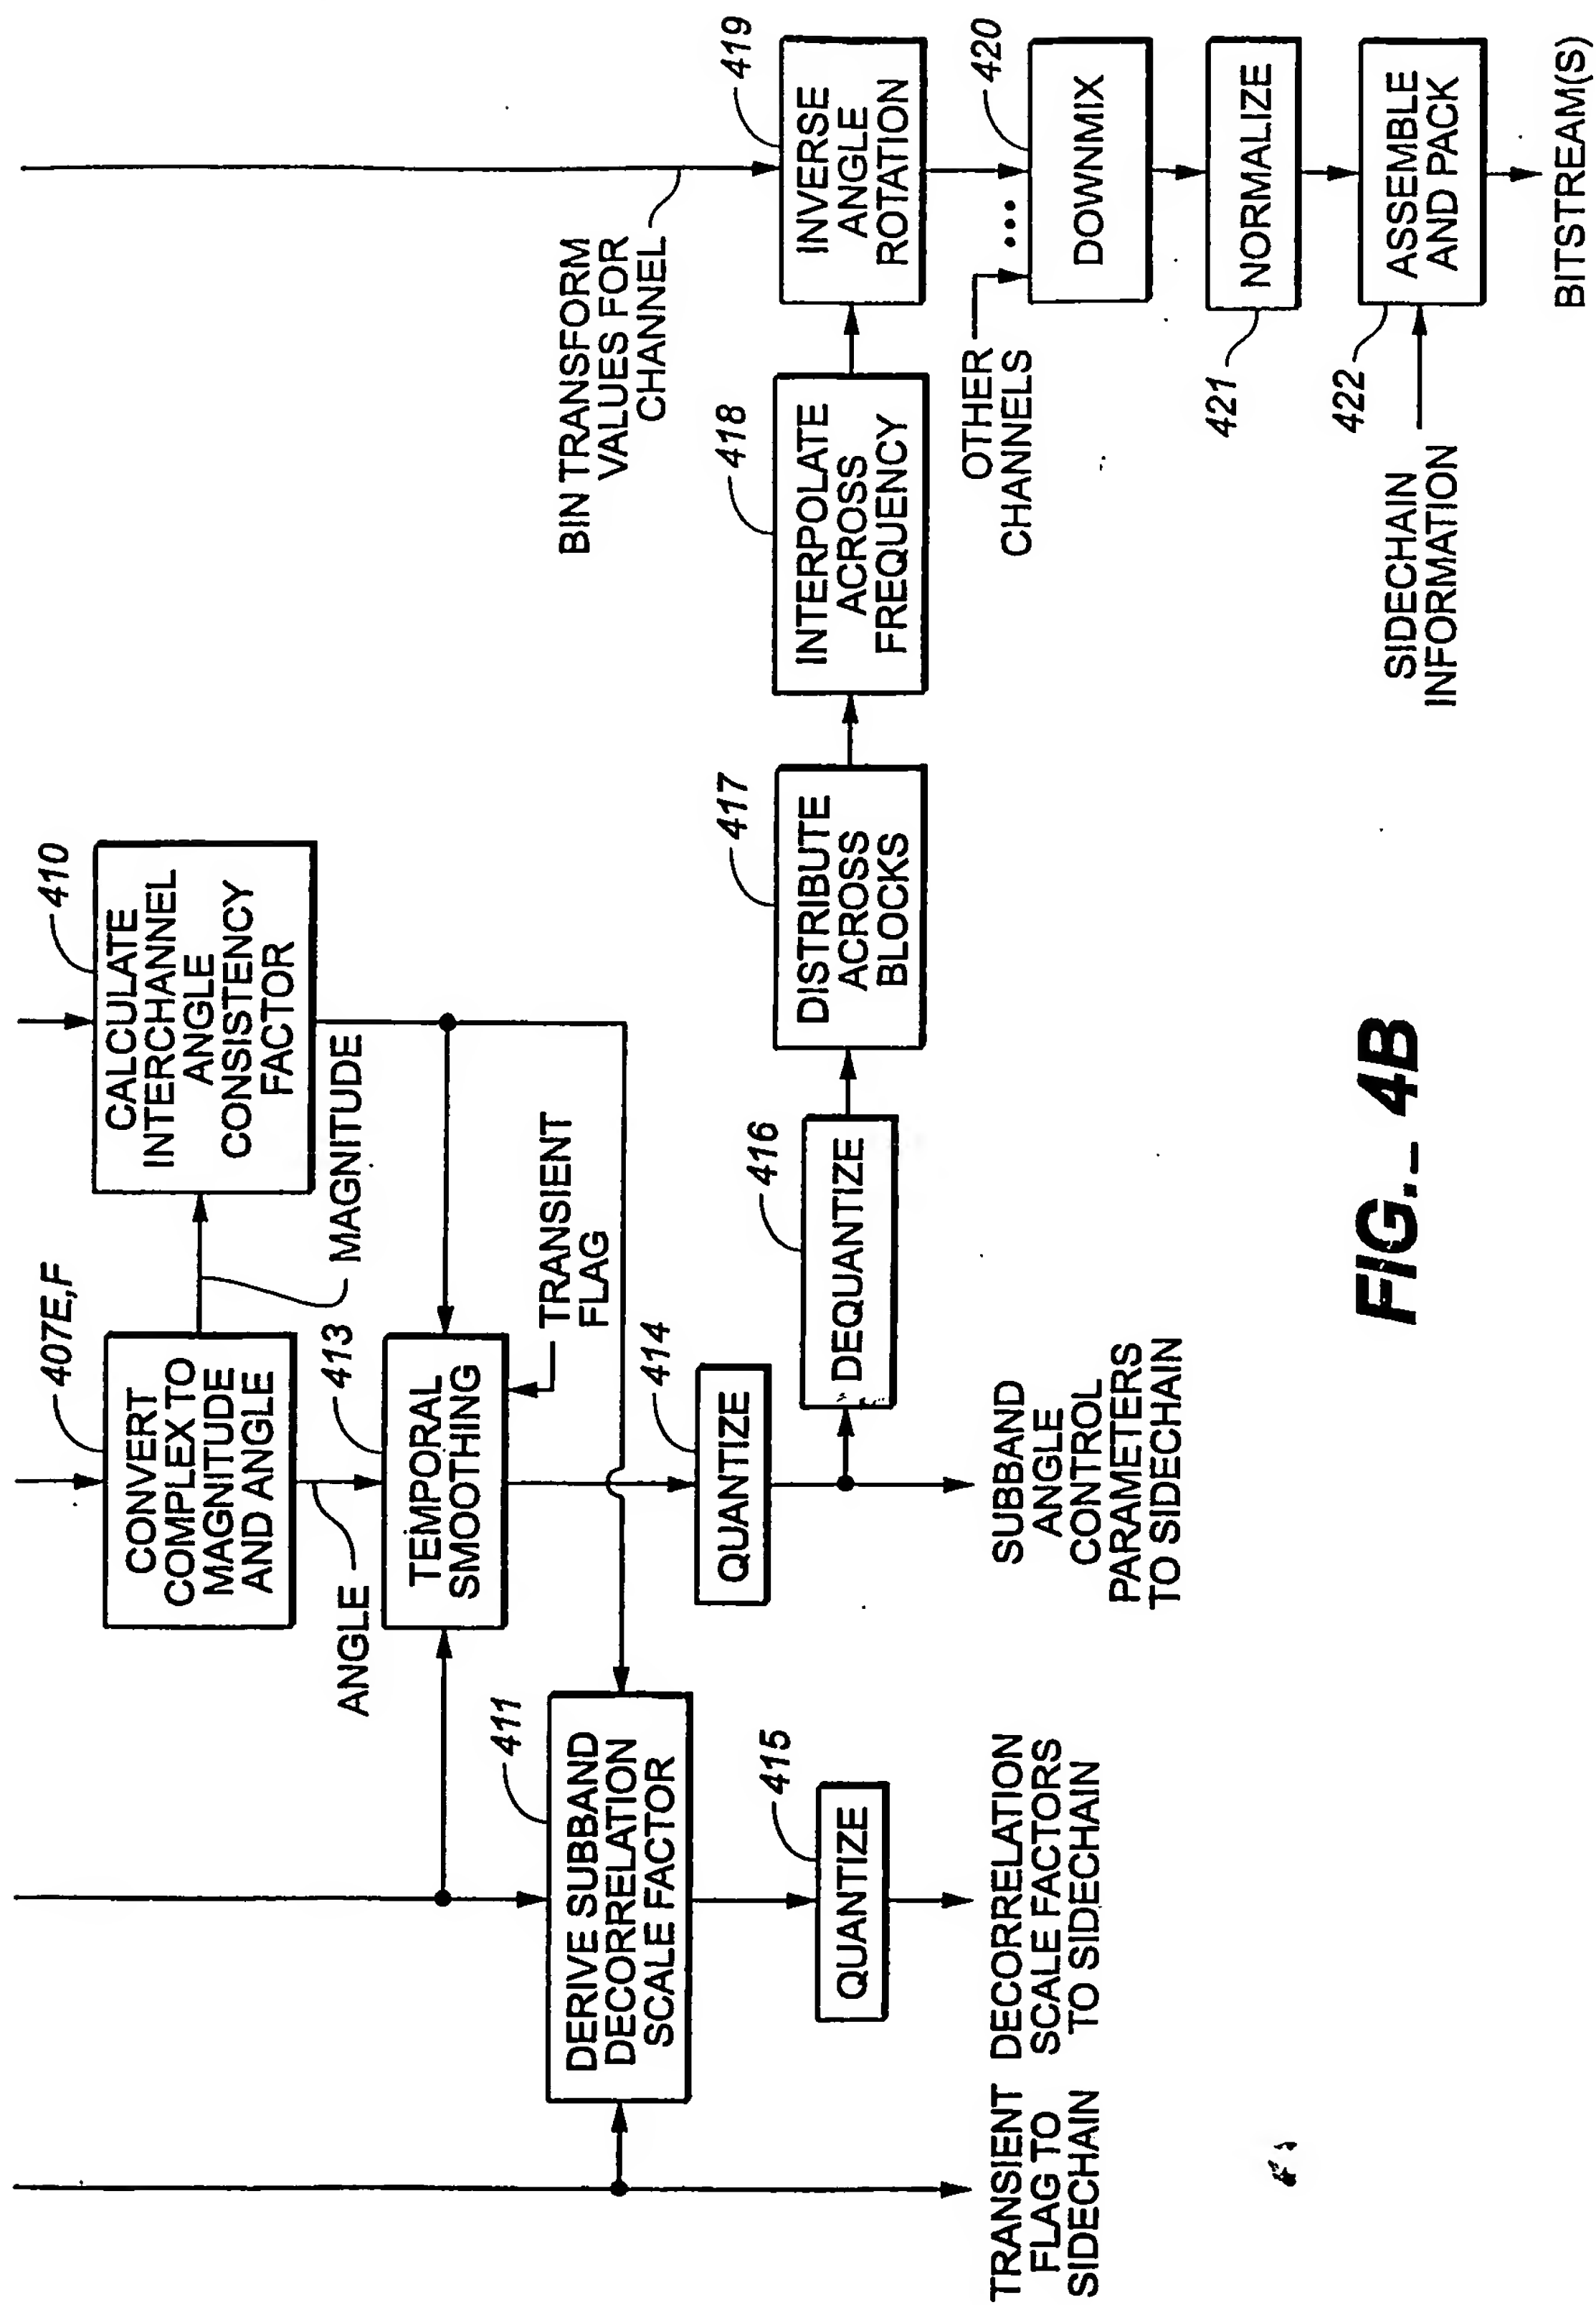 407E,F
CONVERT
COMPLEX TO
MAGNITUDE
AND ANGLE
410
CALCULATE
INTERCHANNEL
ANGLE
CONSISTENCY
FACTOR
MAGNITUDE
ANGLE
413
TEMPORAL
SMOOTHING
TRANSIENT
FLAG
411
DERIVE SUBBAND
DECORRELATION
SCALE FACTOR
414
QUANTIZE
415
QUANTIZE
416
DEQUANTIZE
417
DISTRIBUTE
ACROSS
BLOCKS
418
INTERPOLATE
ACROSS
FREQUENCY
BIN TRANSFORM
VALUES FOR
CHANNEL
419
INVERSE
ANGLE
ROTATION
OTHER
CHANNELS
...
420
DOWNMIX
421
NORMALIZE
422
ASSEMBLE
AND PACK
SIDECHAIN
INFORMATION
BITSTREAM(S)
TRANSIENT
FLAG TO
SIDECHAIN
DECORRELATION
SCALE FACTORS
TO SIDECHAIN
SUBBAND
ANGLE
CONTROL
PARAMETERS
TO SIDECHAIN
FIG._ 4B